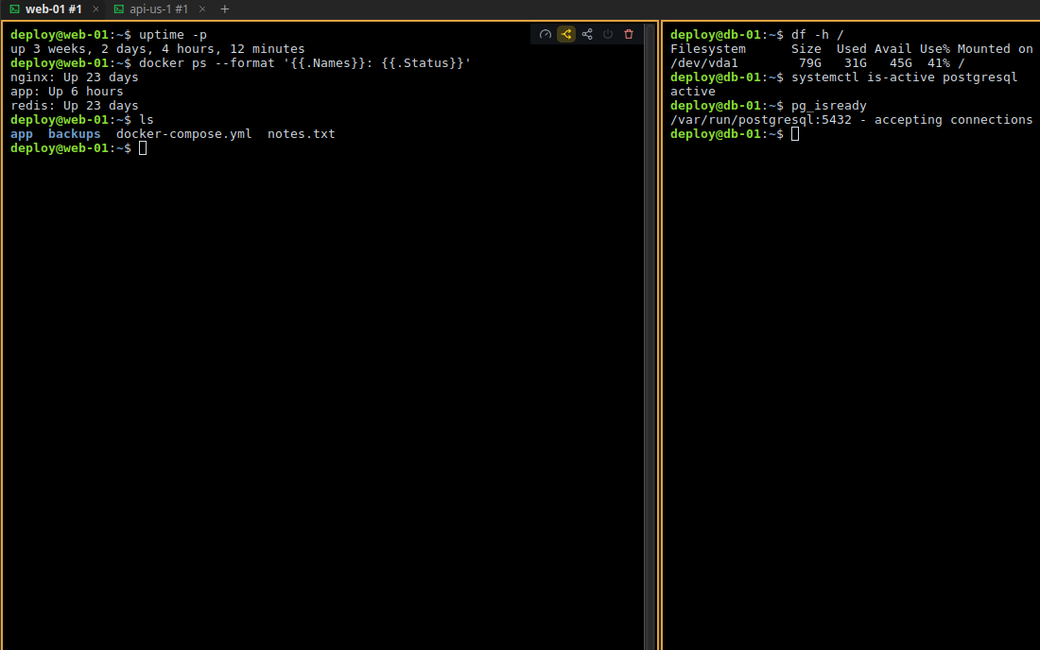 web-01 #1
api-us-1 #1
deploy@web-01:~$ uptime -p
up 3 weeks, 2 days, 4 hours, 12 minutes
deploy@web-01:~$ docker ps --format '{{.Names}}: {{.Status}}'
nginx: Up 23 days
app: Up 6 hours
redis: Up 23 days
deploy@web-01:~$ ls
app  backups  docker-compose.yml  notes.txt
deploy@web-01:~$
deploy@db-01:~$ df -h /
Filesystem      Size  Used Avail Use% Mounted on
/dev/vda1        79G   31G   45G  41% /
deploy@db-01:~$ systemctl is-active postgresql
active
deploy@db-01:~$ pg_isready
/var/run/postgresql:5432 - accepting connections
deploy@db-01:~$